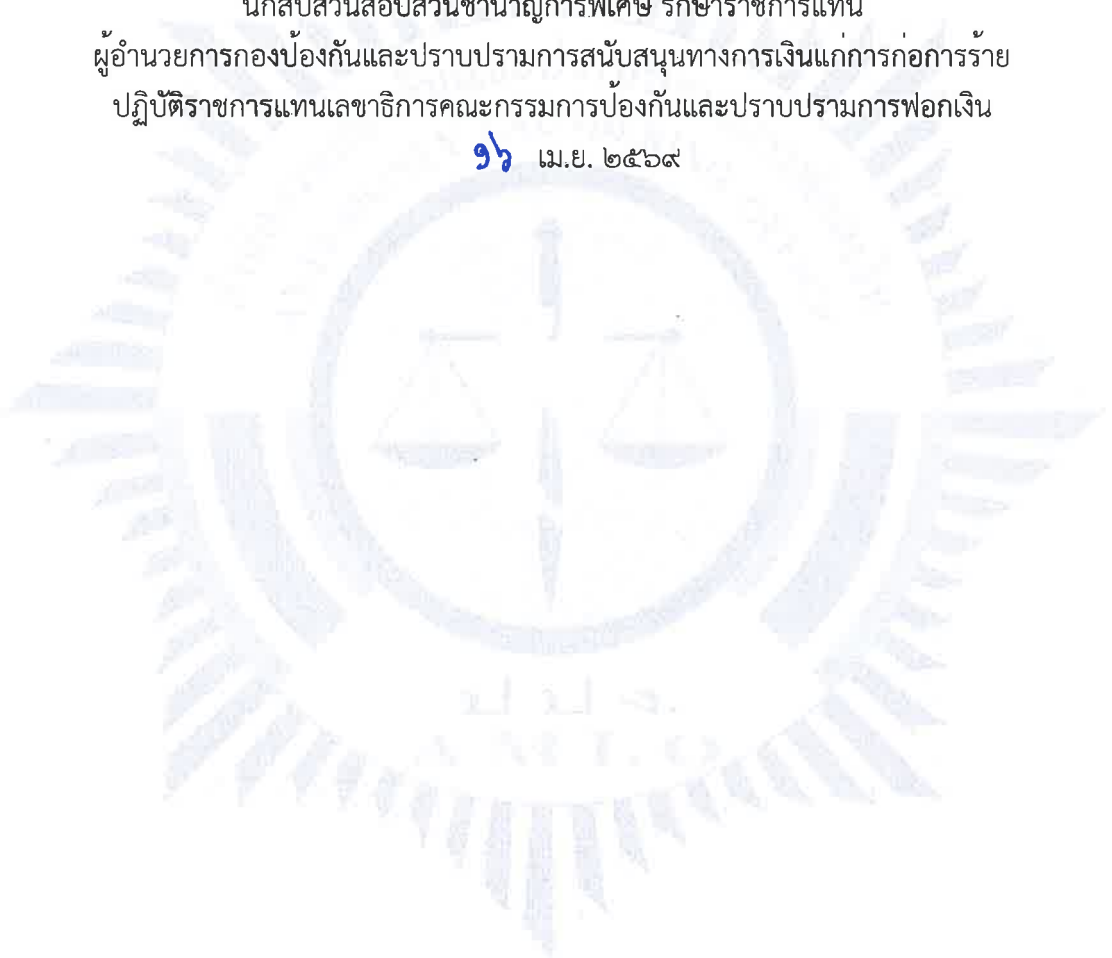 นักสืบสวนสอบสวนชำนาญการพิเศษ รักษาราชการแทน
ผู้อำนวยการกองป้องกันและปราบปรามการสนับสนุนทางการเงินแก่การก่อการร้าย
ปฏิบัติราชการแทนเลขาธิการคณะกรรมการป้องกันและปราบปรามการฟอกเงิน
๑๖ เม.ย. ๒๕๖๙
ป.ป.ง.
A M L O